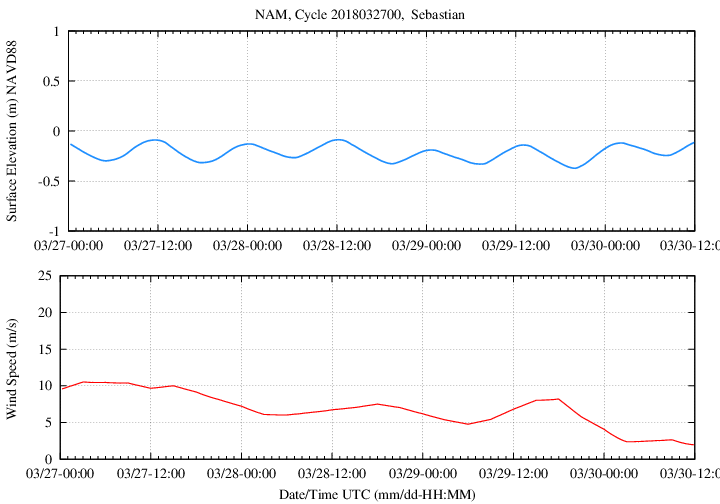 NAM, Cycle 2018032700,  Sebastian
Surface Elevation (m) NAVD88
1
0.5
0
-0.5
-1
03/27-00:00 03/27-12:00 03/28-00:00 03/28-12:00 03/29-00:00 03/29-12:00 03/30-00:00 03/30-12:0
Wind Speed (m/s)
25
20
15
10
5
0
03/27-00:00 03/27-12:00 03/28-00:00 03/28-12:00 03/29-00:00 03/29-12:00 03/30-00:00 03/30-12:0
Date/Time UTC (mm/dd-HH:MM)